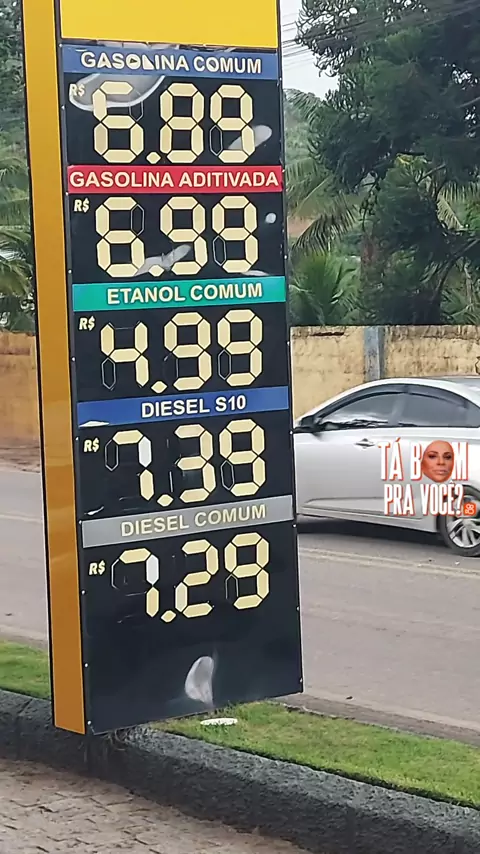 GASOLINA COMUM
R$ 6.89
GASOLINA ADITIVADA
R$ 6.99
ETANOL COMUM
R$ 4.99
DIESEL S10
R$ 7.39
DIESEL COMUM
R$ 7.29
TÁ BOM
PRA VOCÊ?